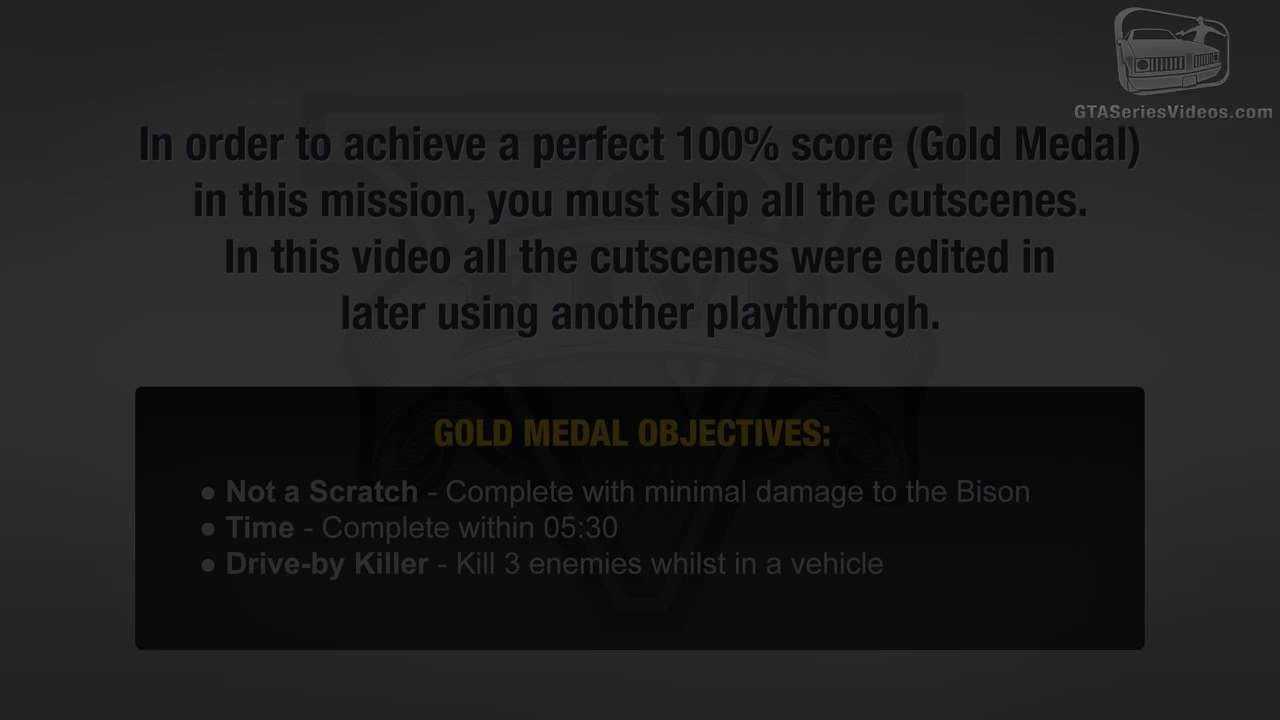 GTASeriesVideos.com
In order to achieve a perfect 100% score (Gold Medal)
in this mission, you must skip all the cutscenes.
In this video all the cutscenes were edited in
later using another playthrough.
GOLD MEDAL OBJECTIVES:
● Not a Scratch - Complete with minimal damage to the Bison
● Time - Complete within 05:30
● Drive-by Killer - Kill 3 enemies whilst in a vehicle